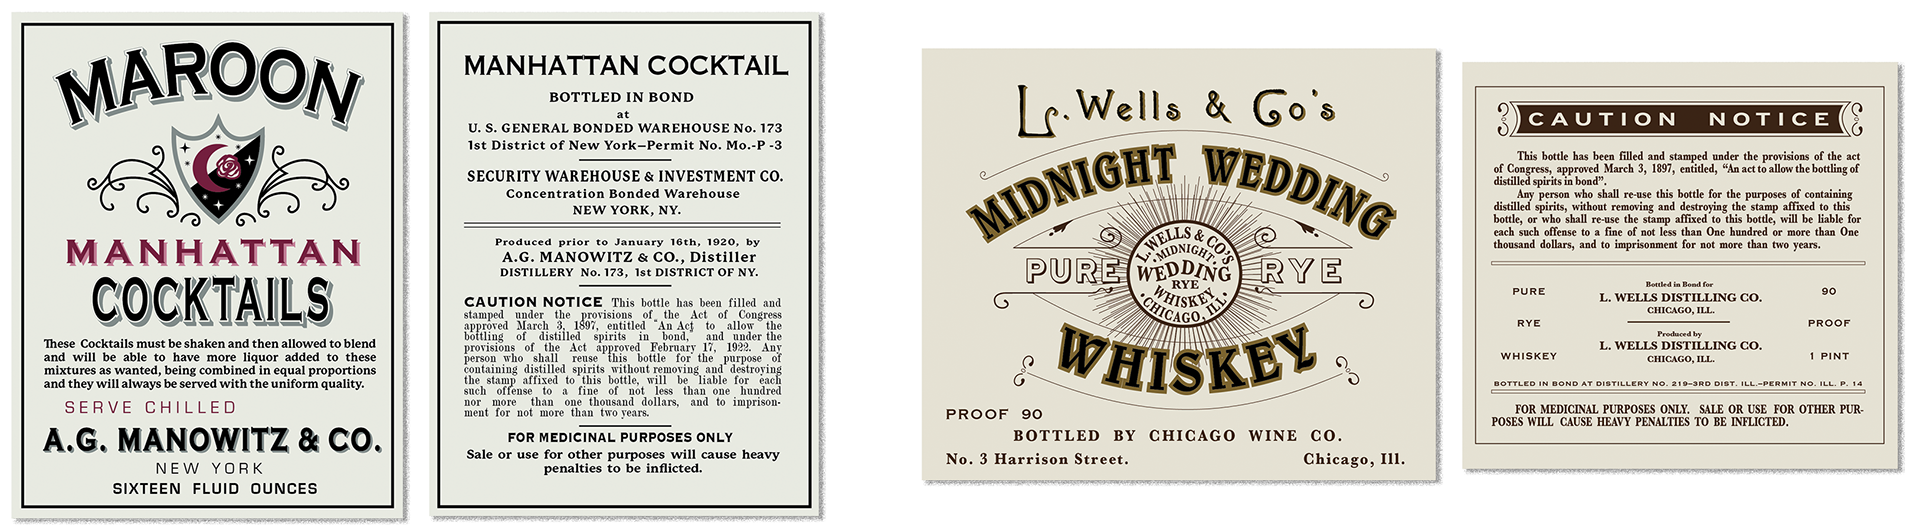 MAROON
MANHATTAN
COCKTAILS
These Cocktails must be shaken and then allowed to blend
and will be able to have more liquor added to these
mixtures as wanted, being combined in equal proportions
and they will always be served with the uniform quality.
SERVE CHILLED
A.G. MANOWITZ & CO.
NEW YORK
SIXTEEN FLUID OUNCES
MANHATTAN COCKTAIL
BOTTLED IN BOND
at
U. S. GENERAL BONDED WAREHOUSE No. 173
1st District of New York—Permit No. Mo.-P -3
SECURITY WAREHOUSE & INVESTMENT CO.
Concentration Bonded Warehouse
NEW YORK, NY.
Produced prior to January 16th, 1920, by
A.G. MANOWITZ & CO., Distiller
DISTILLERY No. 173, 1st DISTRICT OF NY.
CAUTION NOTICE This bottle has been filled and
stamped under the provisions of the Act of Congress
approved March 3, 1897, entitled "An Act to allow the
bottling of distilled spirits in bond, and under the
provisions of the Act approved February 17, 1922. Any
person who shall reuse this bottle for the purpose of
containing distilled spirits without removing and destroying
the stamp affixed to this bottle, will be liable for each
such offense to a fine of not less than one hundred
nor more than one thousand dollars, and to imprison-
ment for not more than two years.
FOR MEDICINAL PURPOSES ONLY
Sale or use for other purposes will cause heavy
penalties to be inflicted.
L. Wells & Co's
MIDNIGHT WEDDING
PURE RYE
L. WELLS & CO'S
·MIDNIGHT·
WEDDING
RYE
WHISKEY
·CHICAGO, ILL.·
WHISKEY
PROOF 90
BOTTLED BY CHICAGO WINE CO.
No. 3 Harrison Street. Chicago, Ill.
CAUTION NOTICE
This bottle has been filled and stamped under the provisions of the act
of Congress, approved March 3, 1897, entitled, “An act to allow the bottling of
distilled spirits in bond”.
Any person who shall re-use this bottle for the purposes of containing
distilled spirits, without removing and destroying the stamp affixed to this
bottle, or who shall re-use the stamp affixed to this bottle, will be liable for
each such offense to a fine of not less than One hundred or more than One
thousand dollars, and to imprisonment for not more than two years.
Bottled in Bond for
PURE L. WELLS DISTILLING CO. 90
CHICAGO, ILL.
RYE PROOF
Produced by
L. WELLS DISTILLING CO.
WHISKEY CHICAGO, ILL. 1 PINT
BOTTLED IN BOND AT DISTILLERY NO. 219–3RD DIST. ILL.–PERMIT NO. ILL. P. 14
FOR MEDICINAL PURPOSES ONLY. SALE OR USE FOR OTHER PUR-
POSES WILL CAUSE HEAVY PENALTIES TO BE INFLICTED.